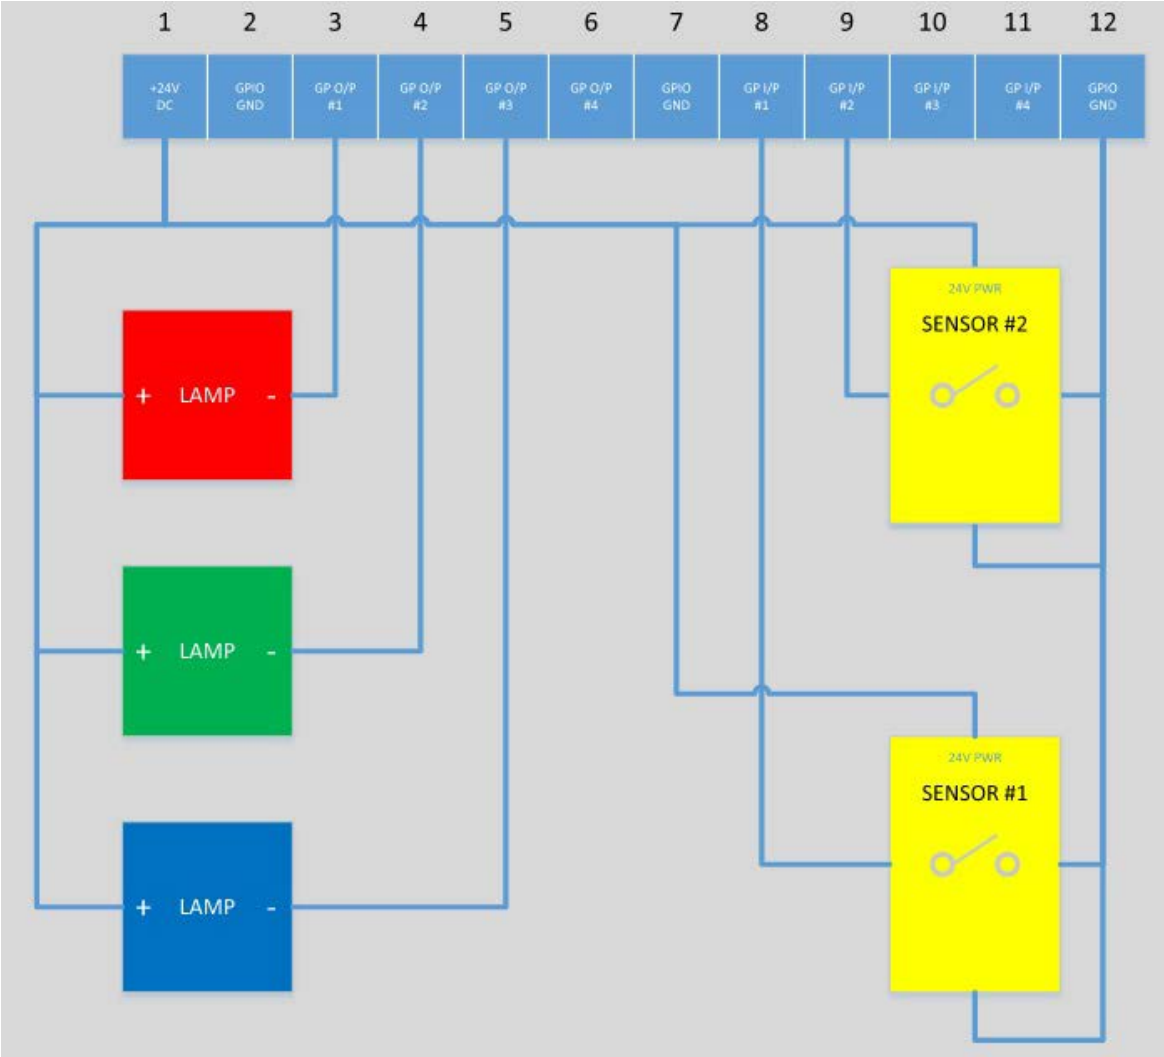 1 2 3 4 5 6 7 8 9 10 11 12
+24V DC
GPIO GND
GP O/P #1
GP O/P #2
GP O/P #3
GP O/P #4
GPIO GND
GP I/P #1
GP I/P #2
GP I/P #3
GP I/P #4
GPIO GND
24V PWR
SENSOR #2
+ LAMP -
+ LAMP -
24V PWR
SENSOR #1
+ LAMP -